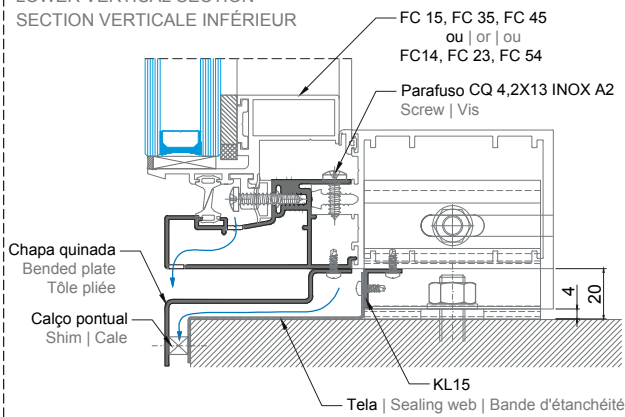 LOWER VERTICAL SECTION
SECTION VERTICALE INFÉRIEUR
FC 15, FC 35, FC 45
ou | or | ou
FC14, FC 23, FC 54
Parafuso CQ 4,2X13 INOX A2
Screw | Vis
Chapa quinada
Bended plate
Tôle pliée
Calço pontual
Shim | Cale
4
20
KL15
Tela | Sealing web | Bande d'étanchéité